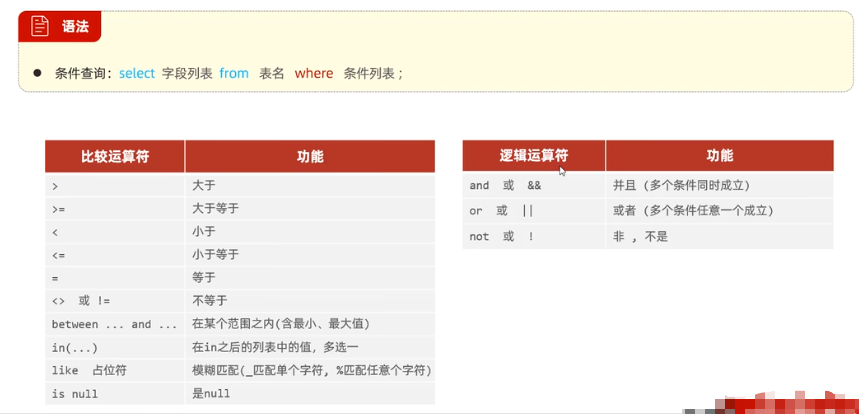 语法
● 条件查询：select 字段列表 from 表名 where 条件列表 ;
比较运算符 功能
> 大于
>= 大于等于
< 小于
<= 小于等于
= 等于
<> 或 != 不等于
between ... and ... 在某个范围之内(含最小、最大值)
in(...) 在in之后的列表中的值，多选一
like 占位符 模糊匹配(_匹配单个字符, %匹配任意个字符)
is null 是null
逻辑运算符 功能
and 或 && 并且 (多个条件同时成立)
or 或 || 或者 (多个条件任意一个成立)
not 或 ! 非 , 不是